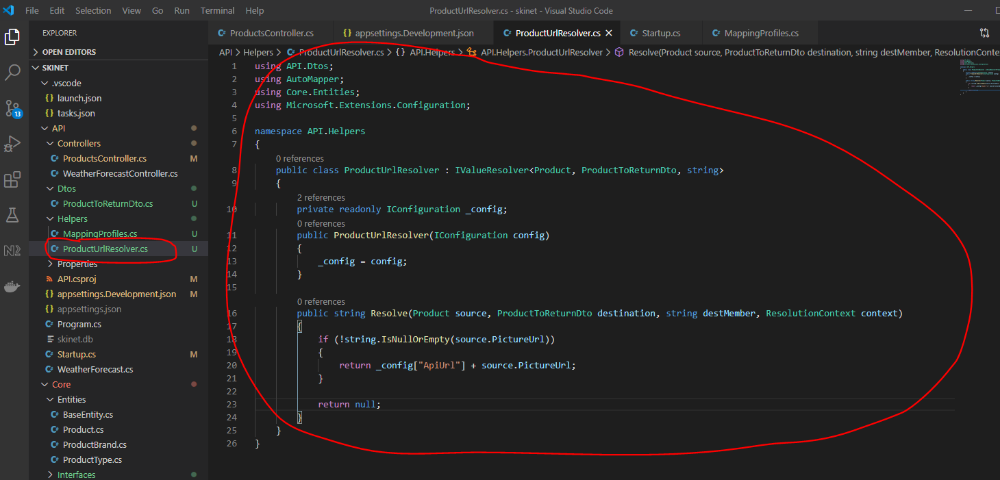 File Edit Selection View Go Run Terminal Help
ProductUrlResolver.cs - skinet - Visual Studio Code
EXPLORER
OPEN EDITORS
SKINET
.vscode
launch.json
tasks.json
API
Controllers
ProductsController.cs M
WeatherForecastController.cs
Dtos
ProductToReturnDto.cs U
Helpers
MappingProfiles.cs U
ProductUrlResolver.cs U
Properties
API.csproj M
appsettings.Development.json M
appsettings.json
Program.cs
skinet.db
Startup.cs M
WeatherForecast.cs
Core
Entities
BaseEntity.cs
Product.cs
ProductBrand.cs
ProductType.cs
Interfaces
13
ProductsController.cs appsettings.Development.json ProductUrlResolver.cs Startup.cs MappingProfiles.cs
API > Helpers > ProductUrlResolver.cs > {} API.Helpers > API.Helpers.ProductUrlResolver > Resolve(Product source, ProductToReturnDto destination, string destMember, ResolutionConte
1 using API.Dtos;
2 using AutoMapper;
3 using Core.Entities;
4 using Microsoft.Extensions.Configuration;
5
6 namespace API.Helpers
7 {
0 references
8 public class ProductUrlResolver : IValueResolver<Product, ProductToReturnDto, string>
9 {
2 references
10 private readonly IConfiguration _config;
0 references
11 public ProductUrlResolver(IConfiguration config)
12 {
13 _config = config;
14 }
15
0 references
16 public string Resolve(Product source, ProductToReturnDto destination, string destMember, ResolutionContext context)
17 {
18 if (!string.IsNullOrEmpty(source.PictureUrl))
19 {
20 return _config["ApiUrl"] + source.PictureUrl;
21 }
22
23 return null;
24 }
25 }
26 }